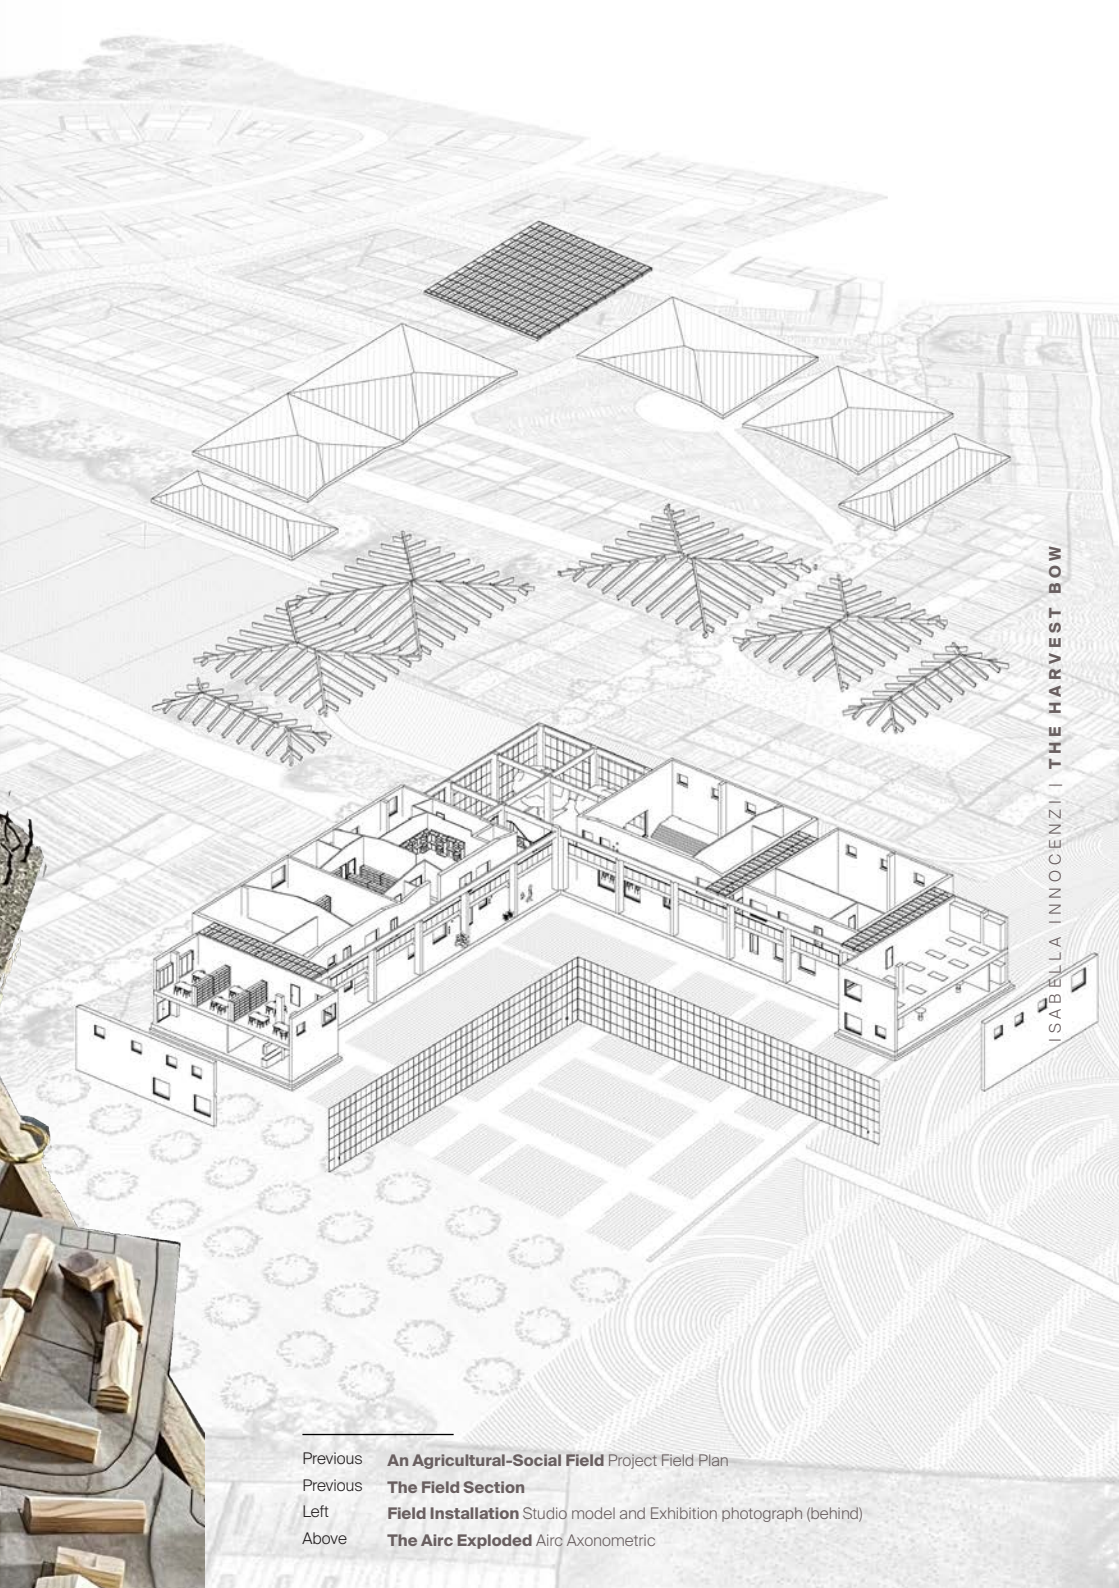 ISABELLA INNOCENZI | THE HARVEST BOW
Previous An Agricultural-Social Field Project Field Plan
Previous The Field Section
Left Field Installation Studio model and Exhibition photograph (behind)
Above The Airc Exploded Airc Axonometric